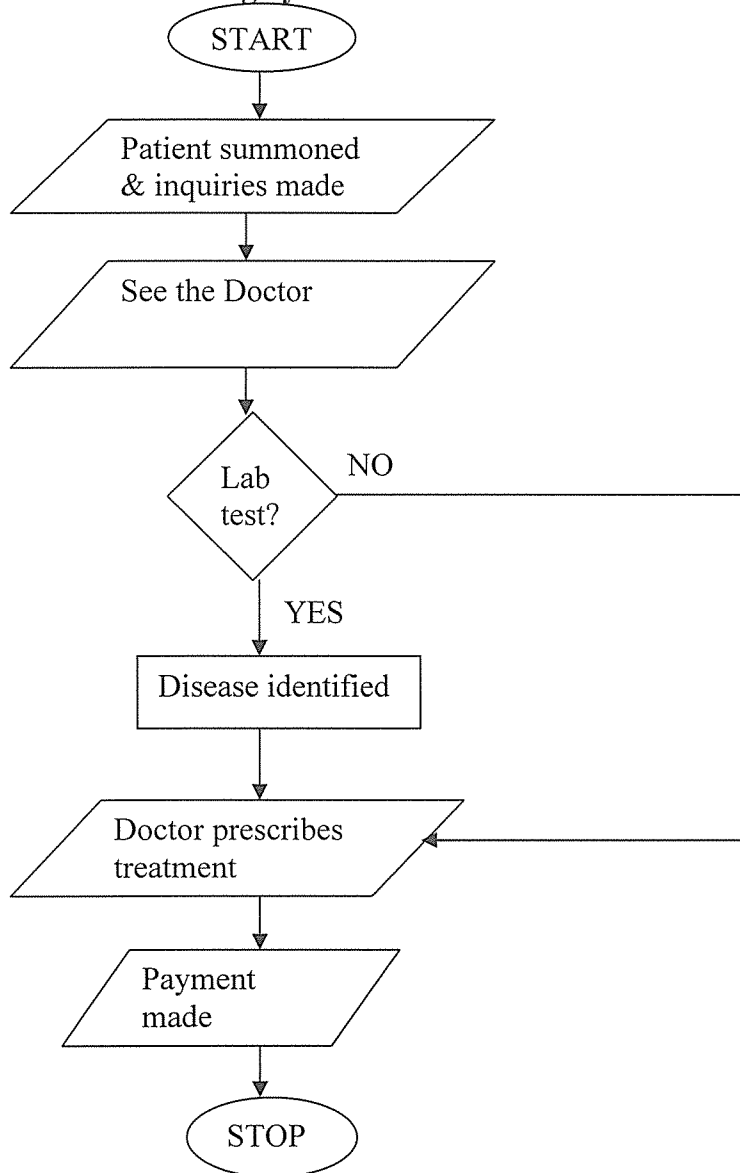 START
Patient summoned
& inquiries made
See the Doctor
Lab
test?
NO
YES
Disease identified
Doctor prescribes
treatment
Payment
made
STOP